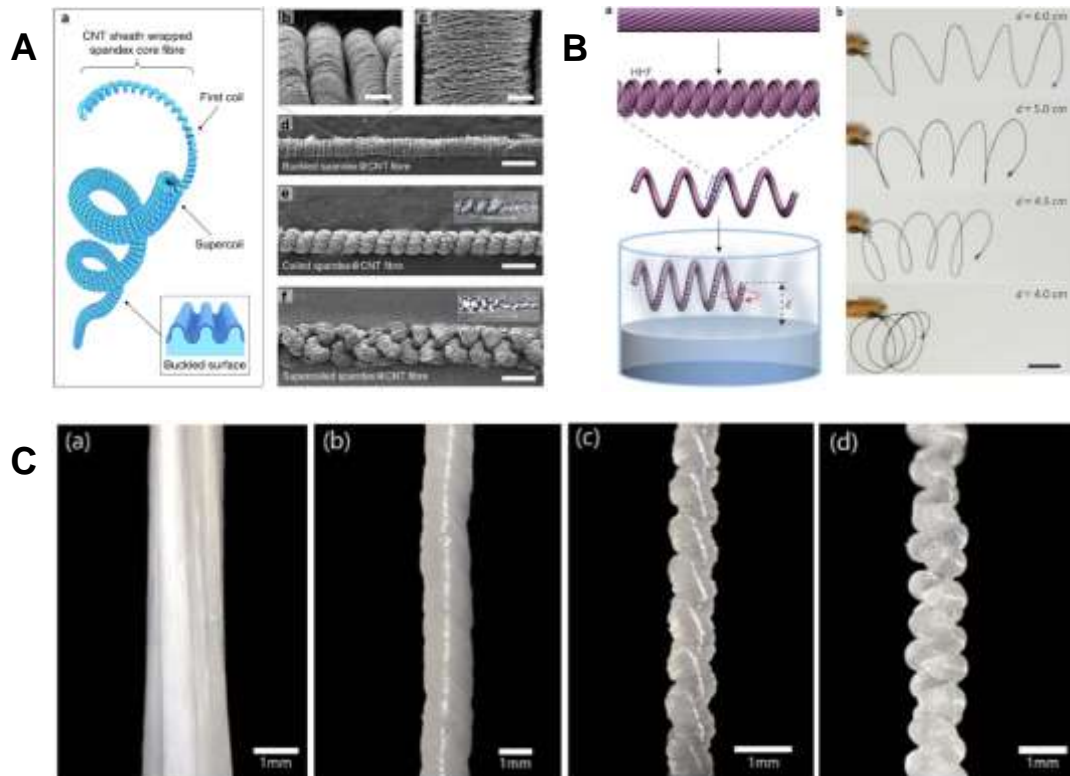 A
a
CNT sheath wrapped
spandex core fibre
First coil
Supercoil
Buckled surface
b
c
d
Buckled spandex@CNT fibre
e
Coiled spandex@CNT fibre
f
Supercoiled spandex@CNT fibre
B
a
HHF
d
b
d = 6.0 cm
d = 5.0 cm
d = 4.5 cm
d = 4.0 cm
C
(a)
1mm
(b)
1mm
(c)
1mm
(d)
1mm